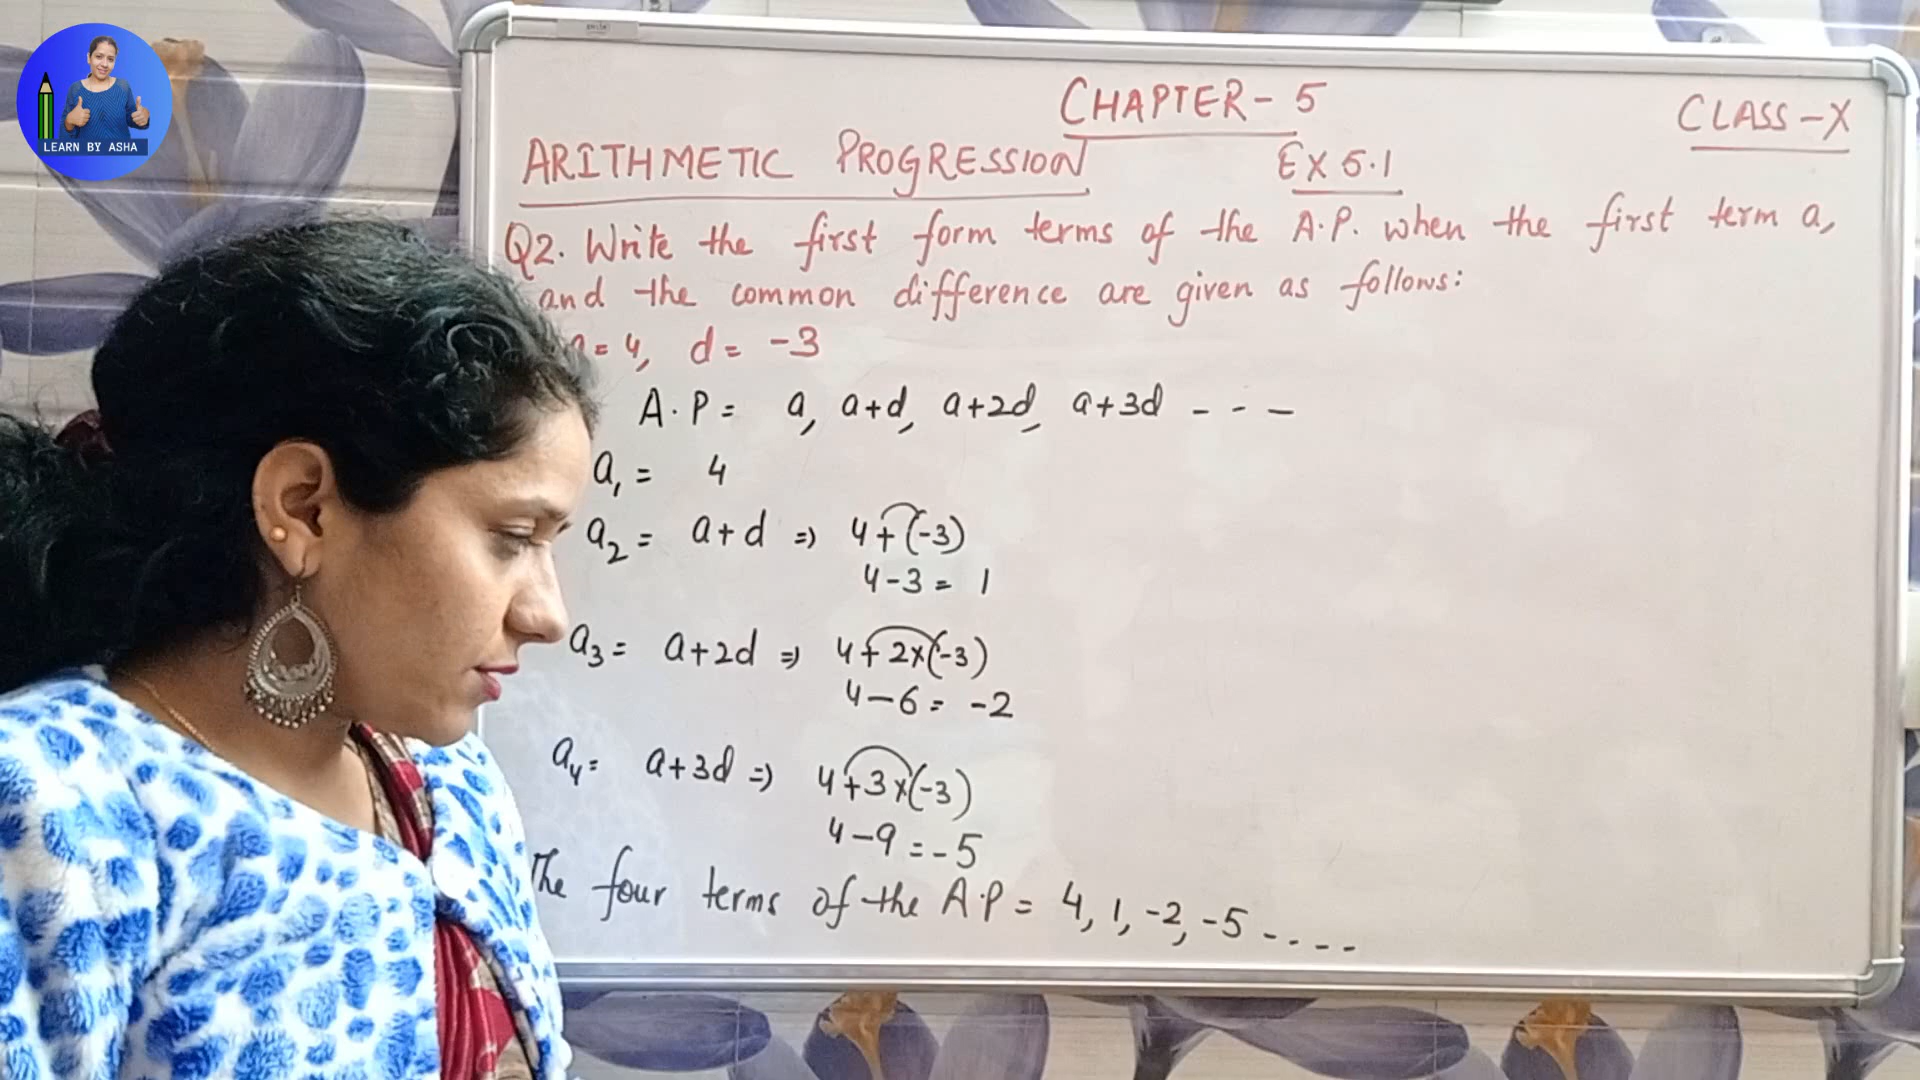 LEARN BY ASHA
CHAPTER - 5
CLASS - X
ARITHMETIC PROGRESSION
EX 5.1
Q2. Write the first form terms of the A.P. when the first term a,
and the common difference are given as follows:
a = 4, d = -3
A.P = a, a+d, a+2d, a+3d - - -
a₁ = 4
a₂ = a+d ⇒ 4+(-3)
4-3 = 1
a₃ = a+2d ⇒ 4+2×(-3)
4-6 = -2
a₄ = a+3d ⇒ 4+3×(-3)
4-9 = -5
The four terms of the A.P = 4, 1, -2, -5 - - - -